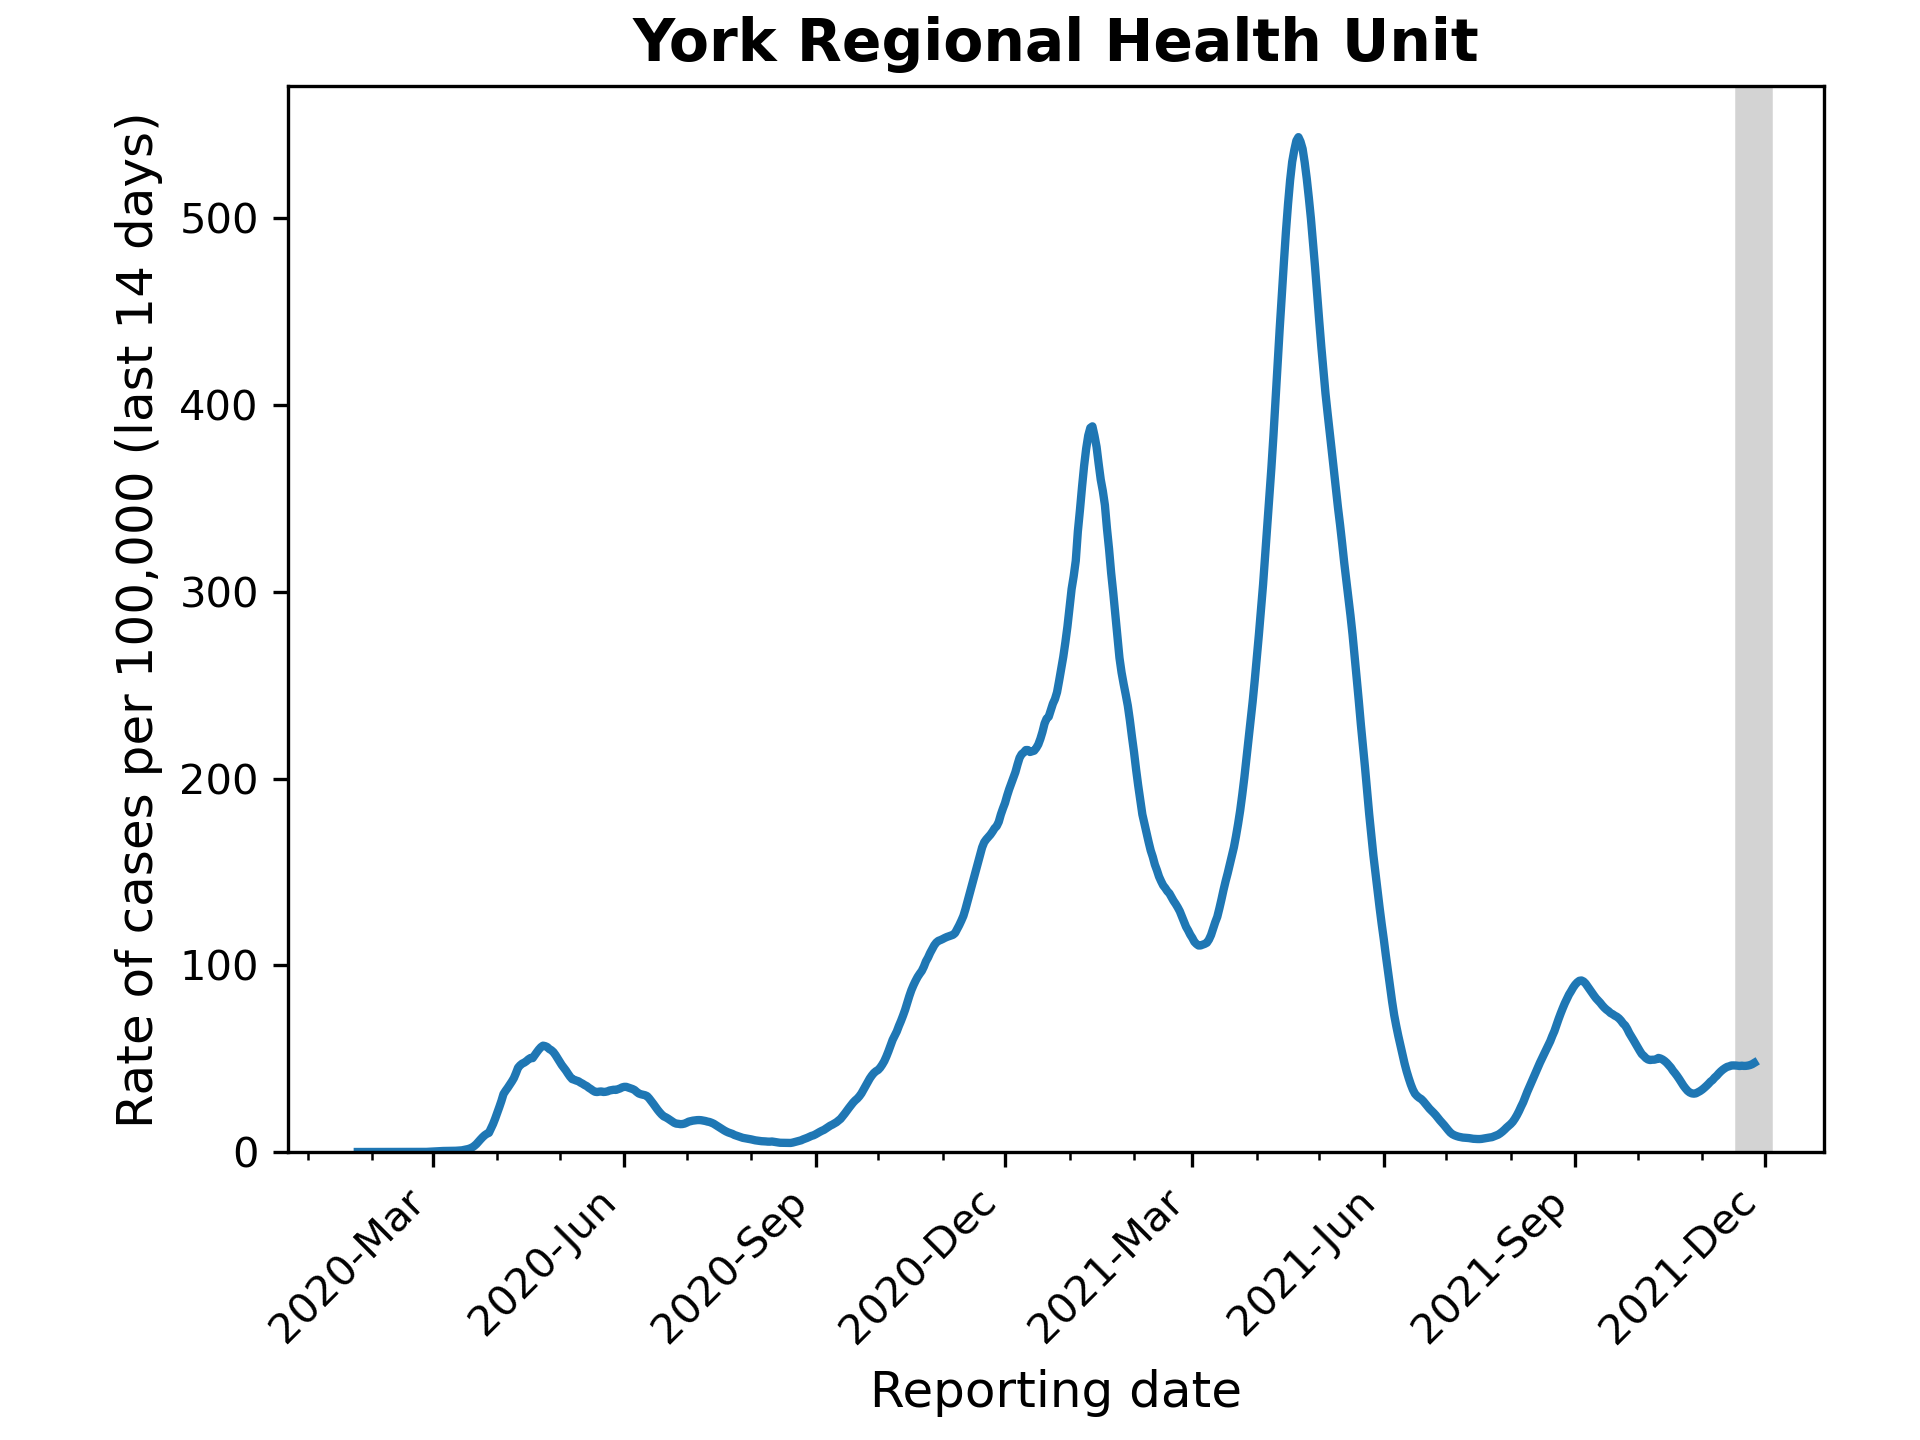 York Regional Health Unit
Rate of cases per 100,000 (last 14 days)
500
400
300
200
100
0
2020-Mar
2020-Jun
2020-Sep
2020-Dec
2021-Mar
2021-Jun
2021-Sep
2021-Dec
Reporting date